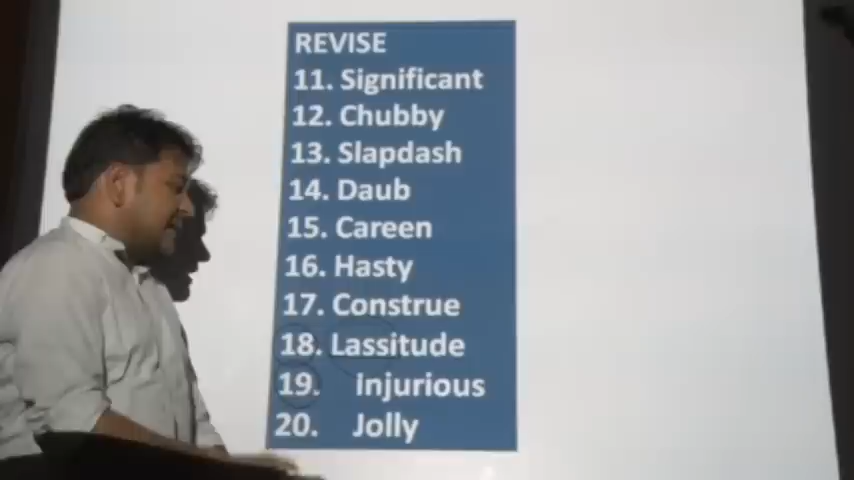 REVISE
11. Significant
12. Chubby
13. Slapdash
14. Daub
15. Careen
16. Hasty
17. Construe
18. Lassitude
19. Injurious
20. Jolly